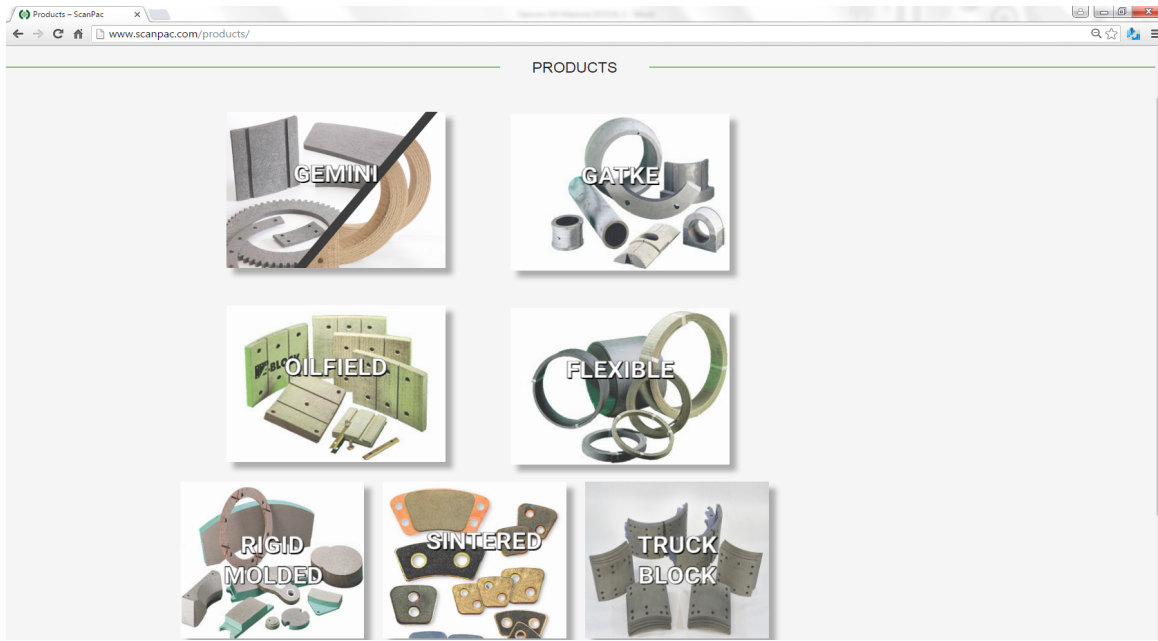 Products – ScanPac
www.scanpac.com/products/
PRODUCTS
GEMINI
GATKE
OILFIELD
FLEXIBLE
RIGID
MOLDED
SINTERED
TRUCK
BLOCK